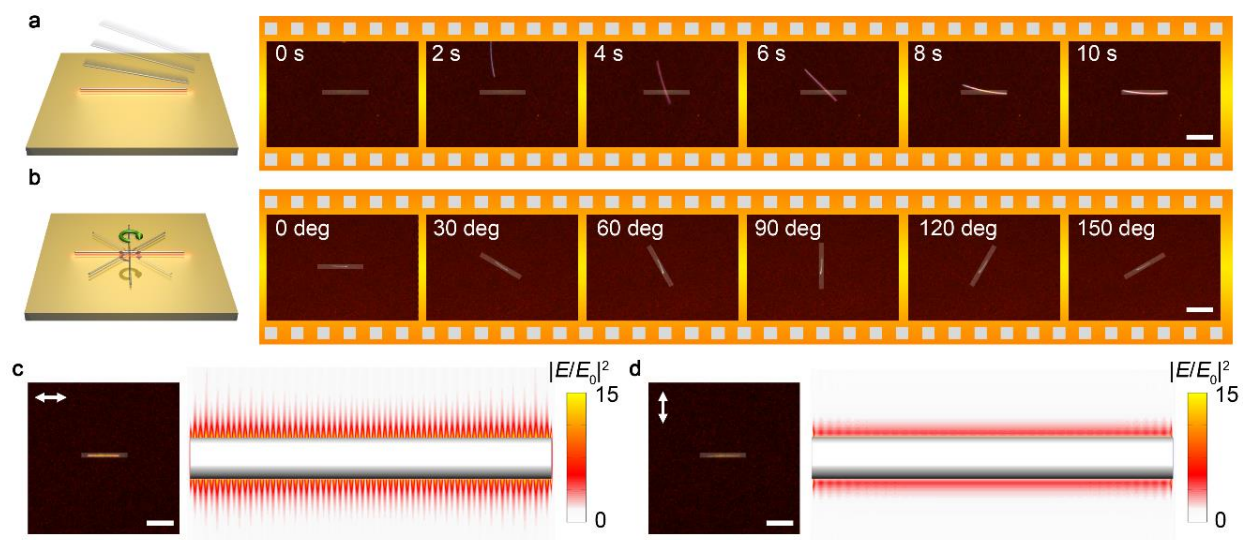 a
0 s
2 s
4 s
6 s
8 s
10 s
b
0 deg
30 deg
60 deg
90 deg
120 deg
150 deg
c
|E/E₀|²
15
0
d
|E/E₀|²
15
0